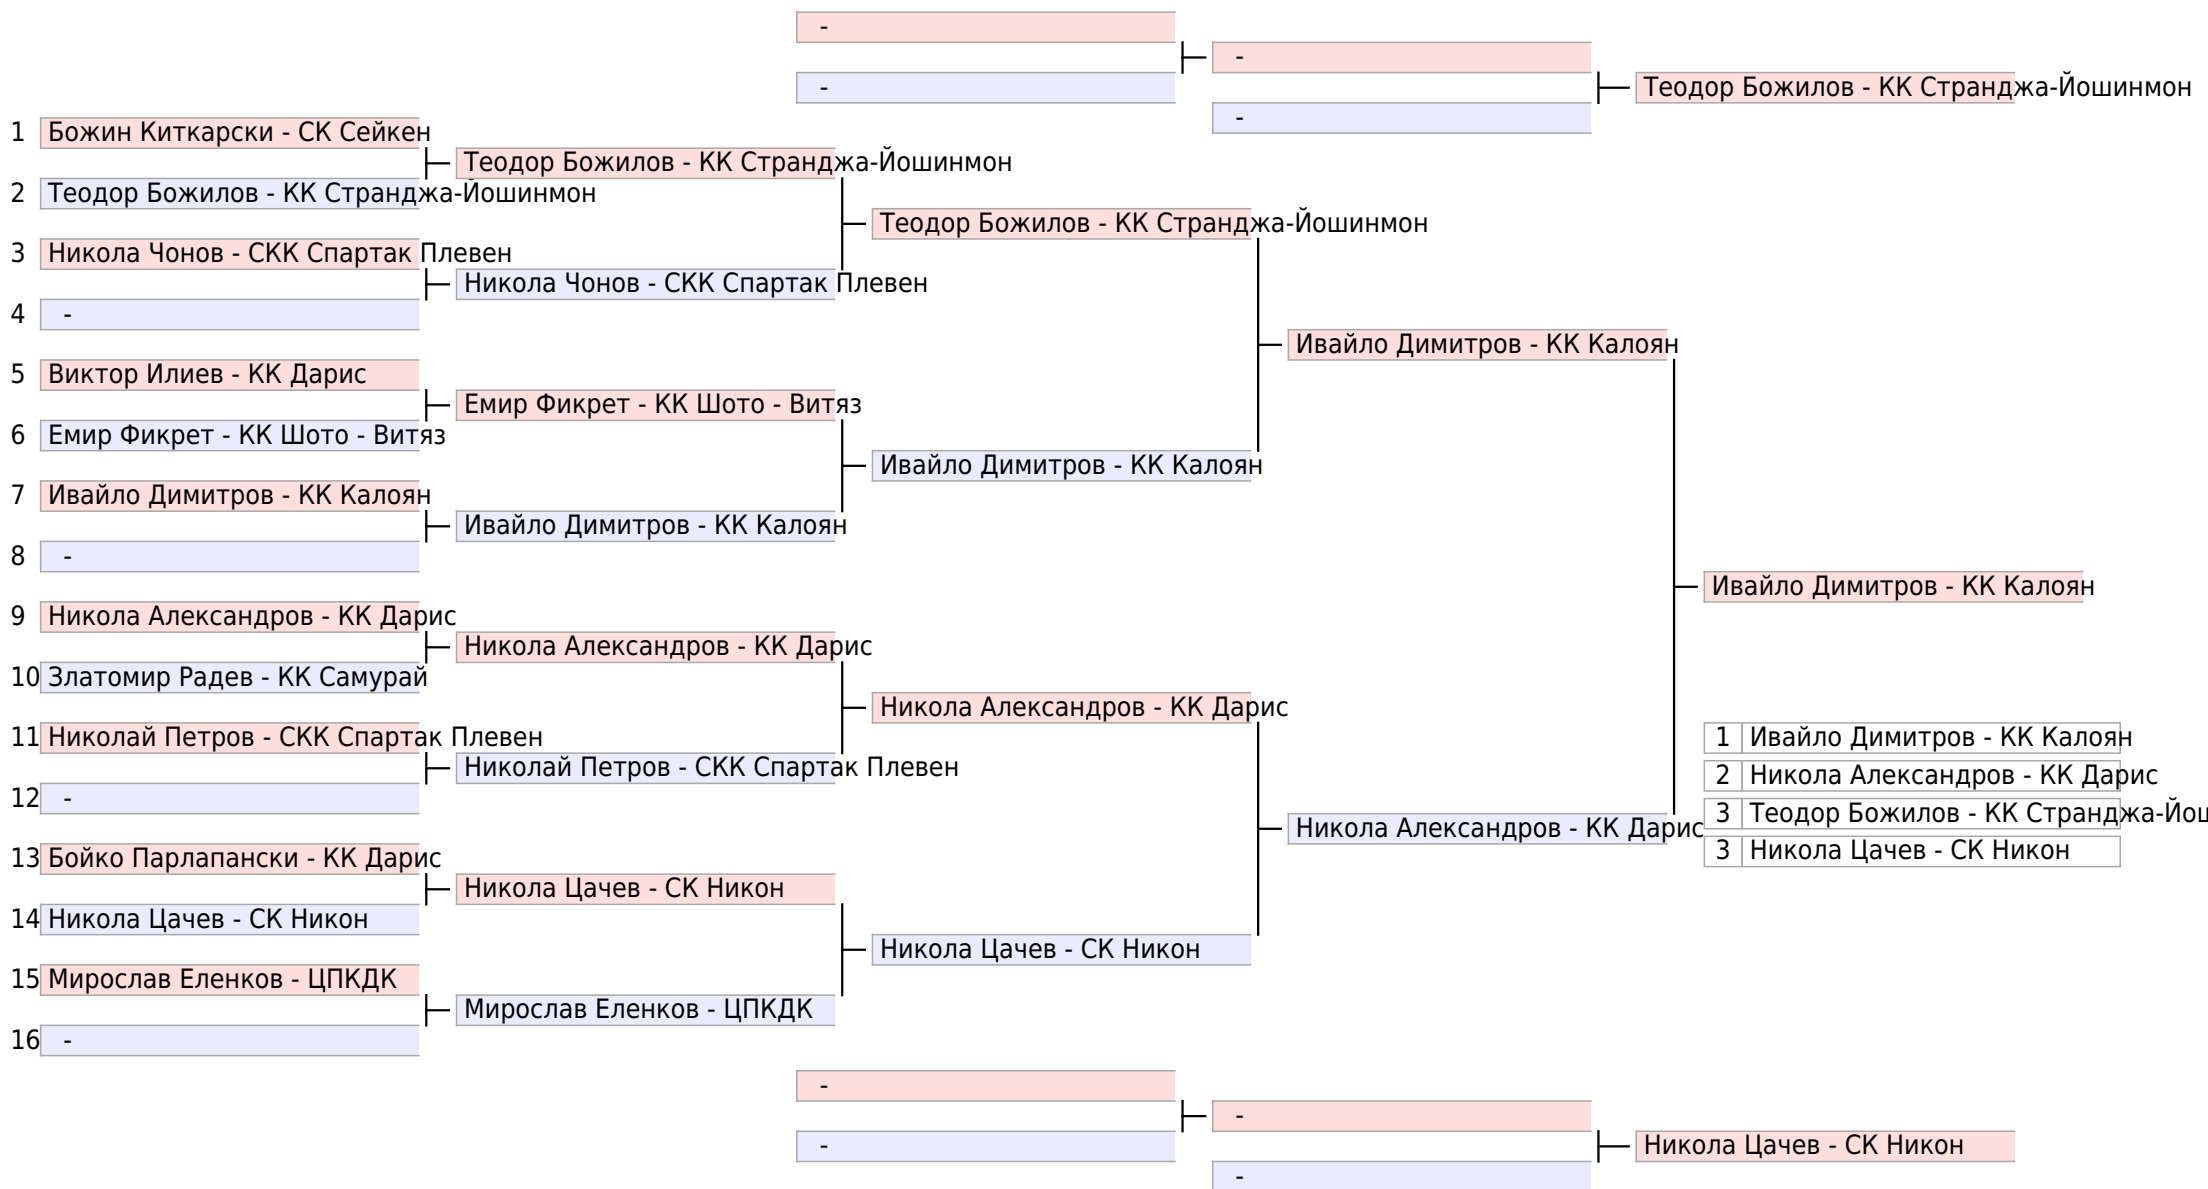 -
-
-
-
Теодор Божилов - КК Странджа-Йошинмон
1 Божин Киткарски - СК Сейкен
Теодор Божилов - КК Странджа-Йошинмон
2 Теодор Божилов - КК Странджа-Йошинмон
Теодор Божилов - КК Странджа-Йошинмон
3 Никола Чонов - СКК Спартак Плевен
Никола Чонов - СКК Спартак Плевен
4 -
Ивайло Димитров - КК Калоян
5 Виктор Илиев - КК Дарис
Емир Фикрет - КК Шото - Витяз
6 Емир Фикрет - КК Шото - Витяз
Ивайло Димитров - КК Калоян
7 Ивайло Димитров - КК Калоян
Ивайло Димитров - КК Калоян
8 -
Ивайло Димитров - КК Калоян
9 Никола Александров - КК Дарис
Никола Александров - КК Дарис
10 Златомир Радев - КК Самурай
Никола Александров - КК Дарис
11 Николай Петров - СКК Спартак Плевен
Николай Петров - СКК Спартак Плевен
12 -
Никола Александров - КК Дарис
1 Ивайло Димитров - КК Калоян
2 Никола Александров - КК Дарис
3 Теодор Божилов - КК Странджа-Йо
3 Никола Цачев - СК Никон
13 Бойко Парлапански - КК Дарис
Никола Цачев - СК Никон
14 Никола Цачев - СК Никон
Никола Цачев - СК Никон
15 Мирослав Еленков - ЦПКДК
Мирослав Еленков - ЦПКДК
16 -
-
-
-
-
Никола Цачев - СК Никон